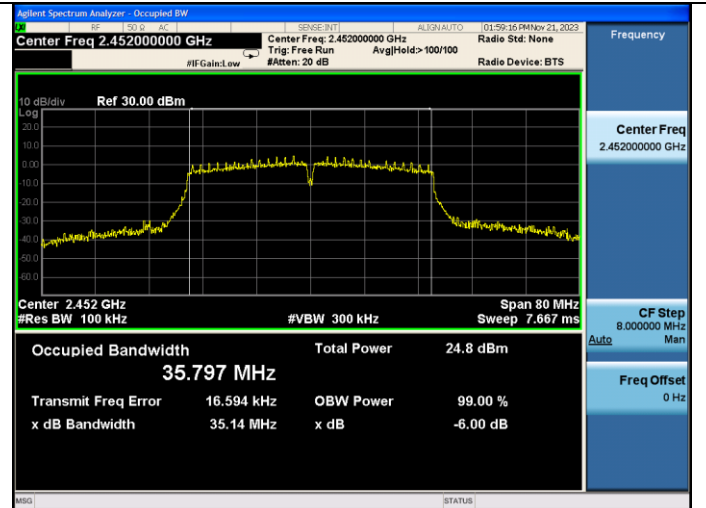 Agilent Spectrum Analyzer - Occupied BW
RF 50 Ω AC SENSE:INT ALIGN AUTO 01:59:16 PM Nov 21, 2023
Center Freq 2.452000000 GHz
Center Freq: 2.452000000 GHz
Radio Std: None
Trig: Free Run Avg|Hold:>100/100
#IFGain:Low #Atten: 20 dB Radio Device: BTS
10 dB/div Ref 30.00 dBm
Log
20.0
10.0
0.00
-10.0
-20.0
-30.0
-40.0
-50.0
-60.0
Center 2.452 GHz Span 80 MHz
#Res BW 100 kHz #VBW 300 kHz Sweep 7.667 ms
Occupied Bandwidth Total Power 24.8 dBm
35.797 MHz
Transmit Freq Error 16.594 kHz OBW Power 99.00 %
x dB Bandwidth 35.14 MHz x dB -6.00 dB
Frequency
Center Freq
2.452000000 GHz
CF Step
8.000000 MHz
Auto Man
Freq Offset
0 Hz
MSG STATUS